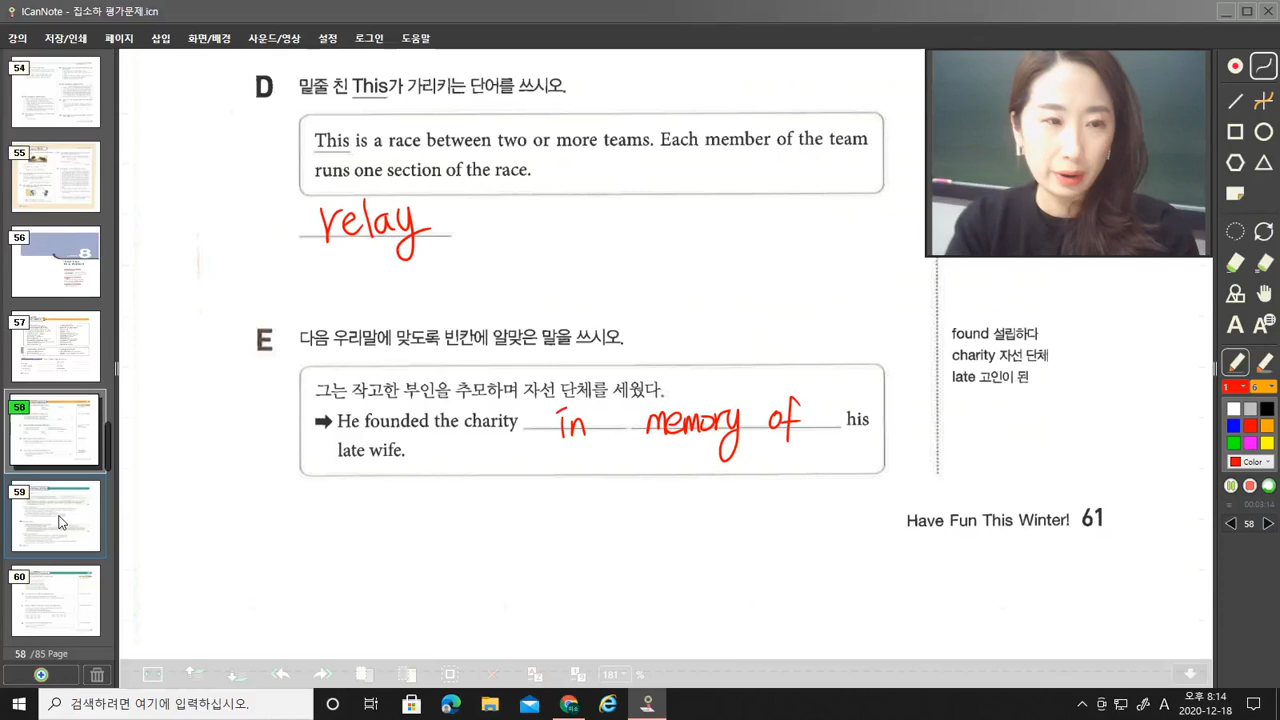 ICanNote - [집소하 평가문제.icn]
강의 저장/인쇄 페이지 삽입 화면/배경 사운드/영상 설정 로그인 도움말
54
55
56
8
57
58
59
60
58 /85 Page
D 밑줄 친 This가 가리키는 단어를 쓰시오.
This is a race between two or more teams. Each member of the team
runs one section of the race.
relay
E 다음 우리말에 맞도록 빈칸에 알맞은 말을 쓰시오.
그는 작고한 부인을 추모하며 자선 단체를 세웠다.
➡ He founded the charity in memory of his
late wife.
found 설립하다
charity 자선 단체
late 고인이 된
Have Fun This Winter! 61
1
6
Color
00:03:14
58
181 %
검색하려면 여기에 입력하십시오.
A
오후 8:14
2020-12-18